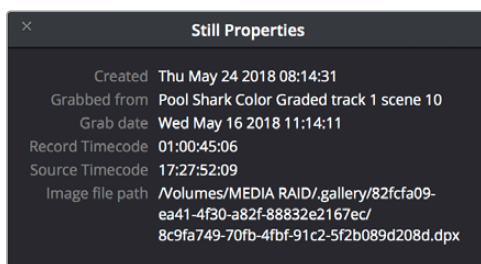 Still Properties
Created Thu May 24 2018 08:14:31
Grabbed from Pool Shark Color Graded track 1 scene 10
Grab date Wed May 16 2018 11:14:11
Record Timecode 01:00:45:06
Source Timecode 17:27:52:09
Image file path /Volumes/MEDIA RAID/.gallery/82fcfa09-
ea41-4f30-a82f-88832e2167ec/
8c9fa749-70fb-4fbf-91c2-5f2b089d208d.dpx